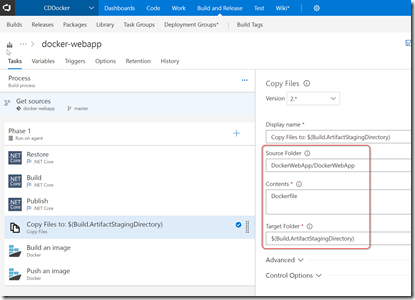 CDDocker
Dashboards
Code
Work
Build and Release
Test
Wiki*
Builds
Releases
Packages
Library
Task Groups
Deployment Groups*
Build Tags
... docker-webapp
Tasks
Variables
Triggers
Options
Retention
History
Process
Build process
Get sources
docker-webapp
master
Phase 1
Run on agent
+
.NET Core
Restore
.NET Core
.NET Core
Build
.NET Core
.NET Core
Publish
.NET Core
Copy Files to: $(Build.ArtifactStagingDirectory)
Copy Files
Build an image
Docker
Push an image
Docker
Copy Files
Version 2.*
Display name *
Copy Files to: $(Build.ArtifactStagingDirectory)
Source Folder
DockerWebApp/DockerWebApp
Contents *
Dockerfile
Target Folder *
$(Build.ArtifactStagingDirectory)
Advanced
Control Options